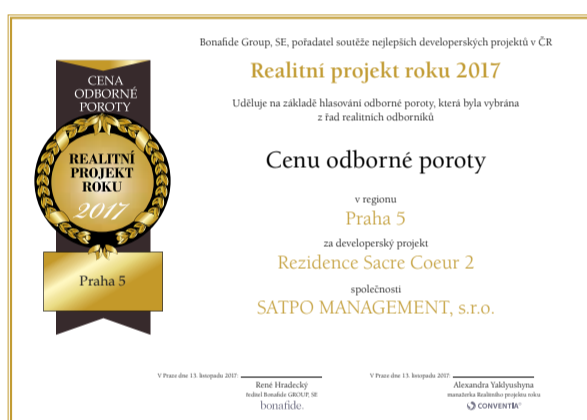 Bonafide Group, SE, pořadatel soutěže nejlepších developerských projektů v ČR
Realitní projekt roku 2017
Uděluje na základě hlasování odborné poroty, která byla vybrána
z řad realitních odborníků
Cenu odborné poroty
v regionu
Praha 5
za developerský projekt
Rezidence Sacre Coeur 2
společnosti
SATPO MANAGEMENT, s.r.o.
CENA
ODBORNÉ
POROTY
REALITNÍ
PROJEKT
ROKU
2017
Praha 5
V Praze dne 13. listopadu 2017:
René Hradecký
ředitel Bonafide GROUP, SE
bonafide.
V Praze dne 13. listopadu 2017:
Alexandra Yaklyushyna
manažerka Realitního projektu roku
CONVENTIA